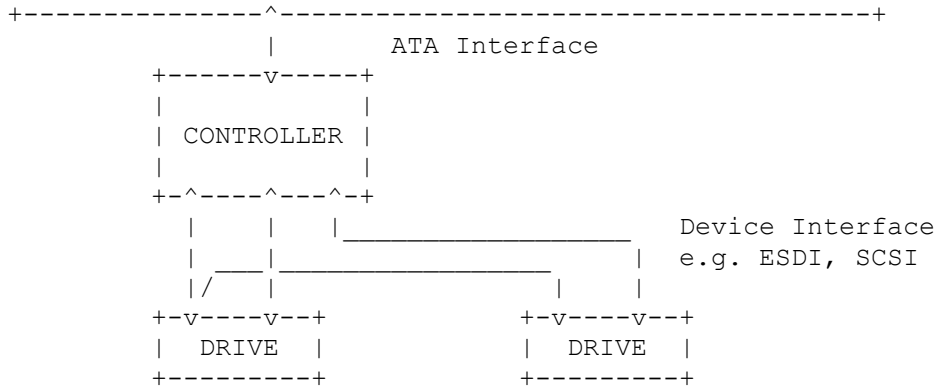 ATA Interface
CONTROLLER
Device Interface
e.g. ESDI, SCSI
DRIVE DRIVE